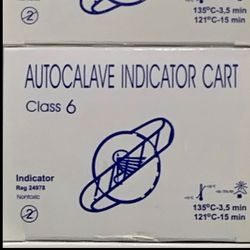 135°C-3,5 min
121°C-15 min
AUTOCALAVE INDICATOR CART
Class 6
Indicator
Reg 24978
Nontoxic
135°C-3,5 min
121°C-15 min